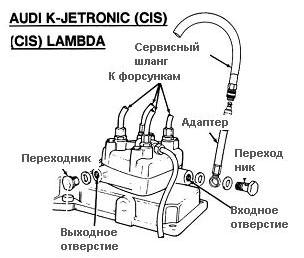 AUDI K-JETRONIC (CIS)
(CIS) LAMBDA
Сервисный
шланг
К форсункам
Адаптер
Переходник
Переход
ник
Выходное
отверстие
Входное
отверстие